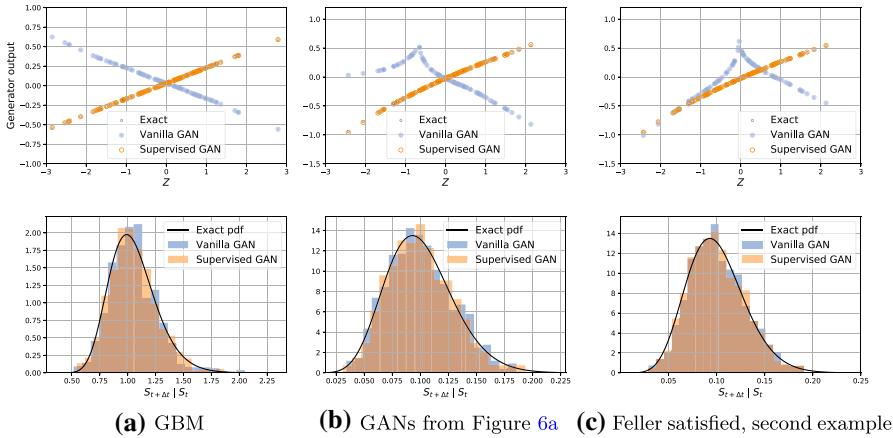 Generator output
1.00
0.75
0.50
0.25
0.00
−0.25
−0.50
−0.75
−1.00
−3 −2 −1 0 1 2 3
Z
Exact
Vanilla GAN
Supervised GAN
1.0
0.5
0.0
−0.5
−1.0
−1.5
−3 −2 −1 0 1 2 3
Z
Exact
Vanilla GAN
Supervised GAN
1.0
0.5
0.0
−0.5
−1.0
−1.5
−3 −2 −1 0 1 2 3
Z
Exact
Vanilla GAN
Supervised GAN
2.00
1.75
1.50
1.25
1.00
0.75
0.50
0.25
0.00
0.50 0.75 1.00 1.25 1.50 1.75 2.00 2.25
S_{t+Δt} | S_t
Exact pdf
Vanilla GAN
Supervised GAN
14
12
10
8
6
4
2
0
0.025 0.050 0.075 0.100 0.125 0.150 0.175 0.200 0.225
S_{t+Δt} | S_t
Exact pdf
Vanilla GAN
Supervised GAN
14
12
10
8
6
4
2
0
0.05 0.10 0.15 0.20 0.25
S_{t+Δt} | S_t
Exact pdf
Vanilla GAN
Supervised GAN
(a) GBM
(b) GANs from Figure 6a
(c) Feller satisfied, second example